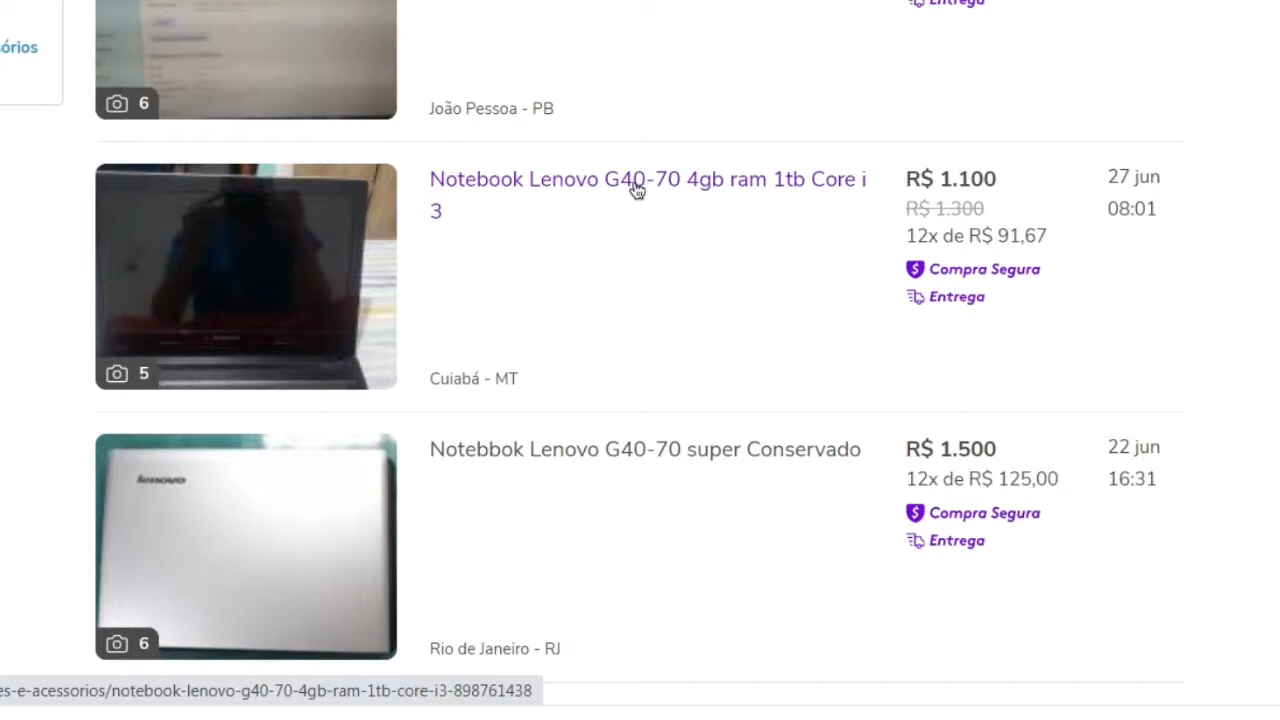 Entrega
sórios
6
João Pessoa - PB
Notebook Lenovo G40-70 4gb ram 1tb Core i
3
R$ 1.100
R$ 1.300
12x de R$ 91,67
Compra Segura
Entrega
27 jun
08:01
5
Cuiabá - MT
lenovo
Notebbok Lenovo G40-70 super Conservado
R$ 1.500
12x de R$ 125,00
Compra Segura
Entrega
22 jun
16:31
6
Rio de Janeiro - RJ
es-e-acessorios/notebook-lenovo-g40-70-4gb-ram-1tb-core-i3-898761438